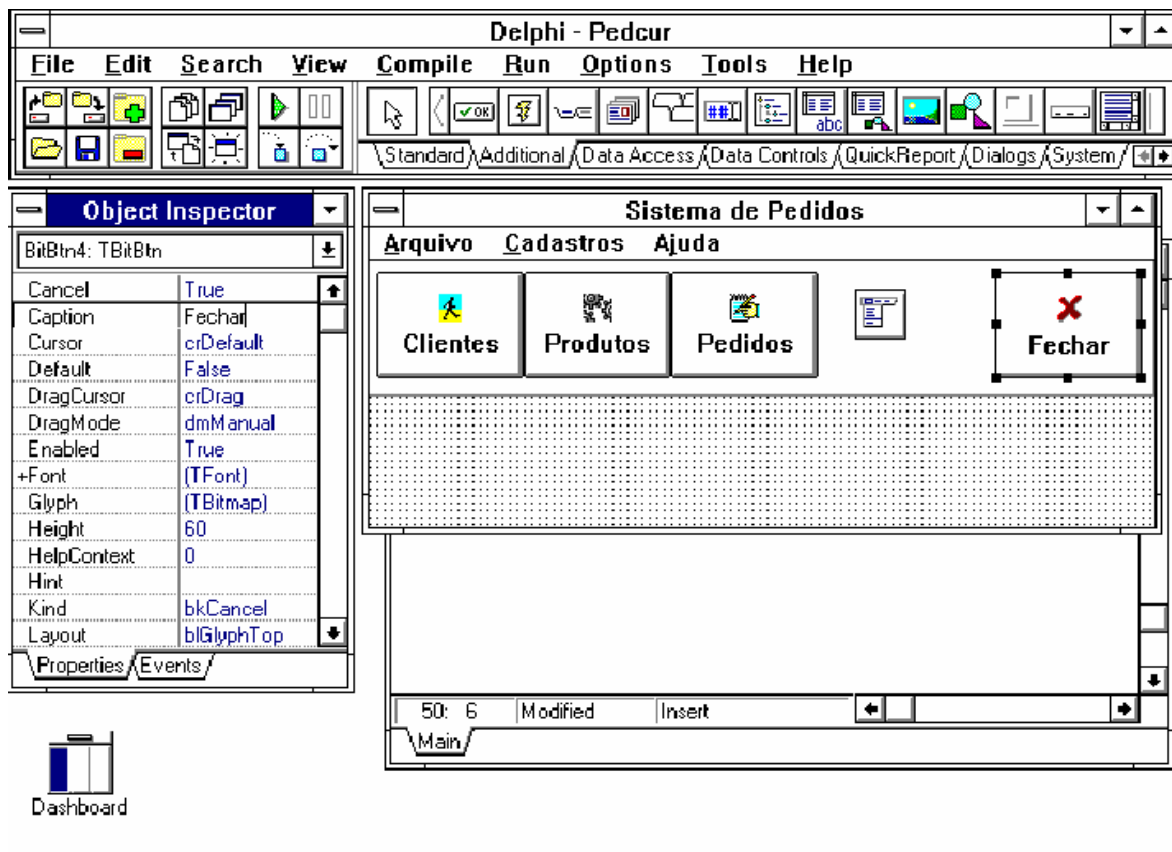 Delphi - Pedcur
File Edit Search View Compile Run Options Tools Help
OK ## abc
Standard Additional Data Access Data Controls QuickReport Dialogs System
Object Inspector
BitBtn4: TBitBtn
Cancel True
Caption Fechar
Cursor crDefault
Default False
DragCursor crDrag
DragMode dmManual
Enabled True
+Font (TFont)
Glyph (TBitmap)
Height 60
HelpContext 0
Hint
Kind bkCancel
Layout blGlyphTop
Properties Events
Sistema de Pedidos
Arquivo Cadastros Ajuda
Clientes Produtos Pedidos Fechar
50: 6 Modified Insert
Main
Dashboard